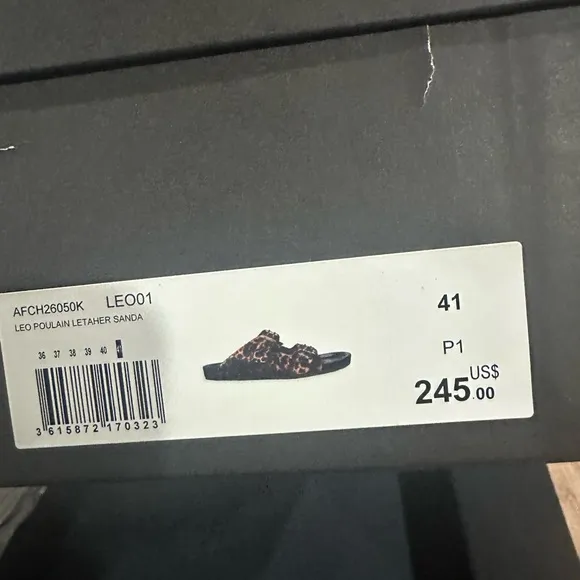 AFCH26050K LEO01
LEO POULAIN LETAHER SANDA
36 37 38 39 40 41
3 615872 170323
41
P1
245.00 US$